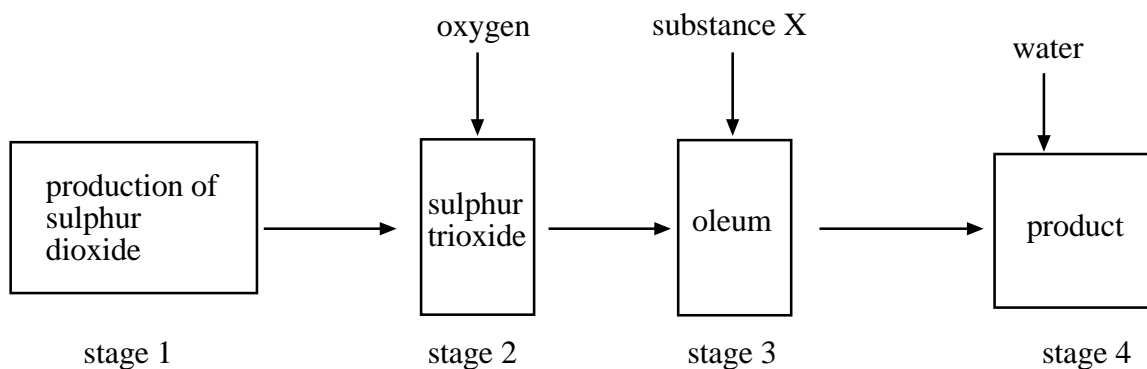 oxygen
substance X
water
production of
sulphur
dioxide
sulphur
trioxide
oleum
product
stage 1
stage 2
stage 3
stage 4